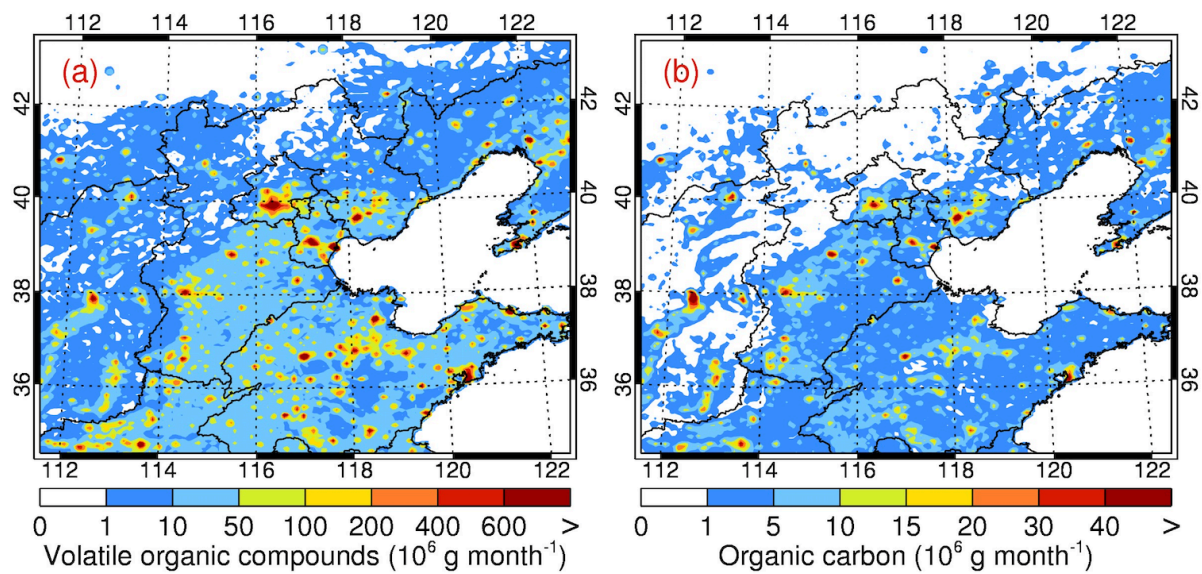 112 114 116 118 120 122 112 114 116 118 120 122
(a) (b)
42 42 42 42
40 40 40 40
38 38 38 38
36 36 36 36
112 114 116 118 120 122 112 114 116 118 120 122
0 1 10 50 100 200 400 600 > 0 1 5 10 15 20 30 40 >
Volatile organic compounds (10⁶ g month⁻¹) Organic carbon (10⁶ g month⁻¹)